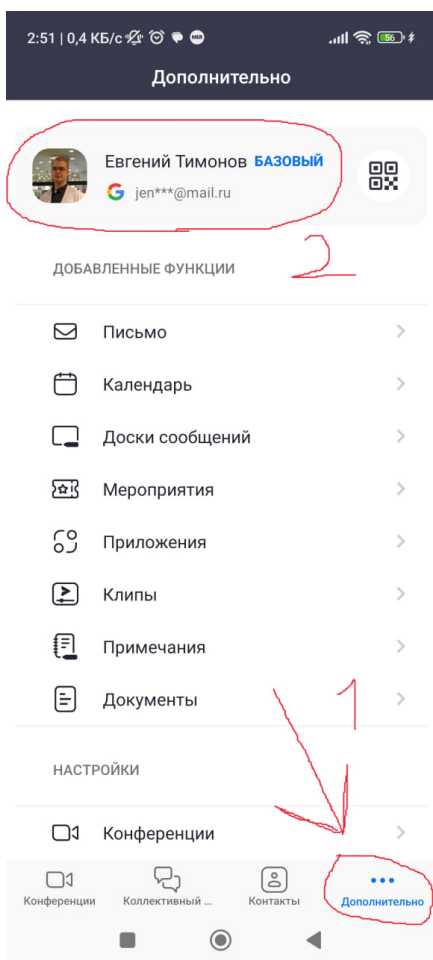 2:51 | 0,4 КБ/с 56
Дополнительно
Евгений Тимонов БАЗОВЫЙ
jen***@mail.ru
2
ДОБАВЛЕННЫЕ ФУНКЦИИ
Письмо
Календарь
Доски сообщений
Мероприятия
Приложения
Клипы
Примечания
Документы
1
НАСТРОЙКИ
Конференции
Конференции Коллективный ... Контакты Дополнительно